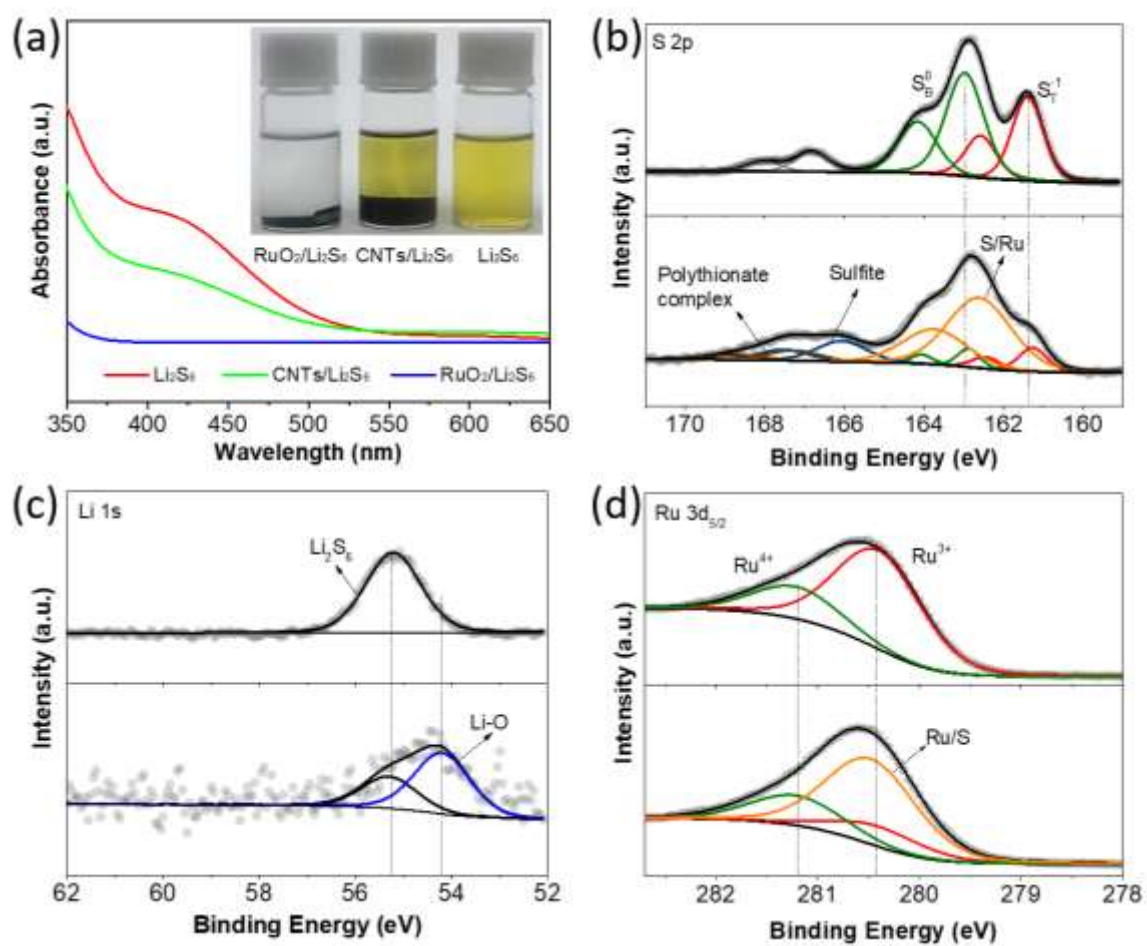 (a)
Absorbance (a.u.)
RuO₂/Li₂S₆ CNTs/Li₂S₆ Li₂S₆
Li₂S₆ CNTs/Li₂S₆ RuO₂/Li₂S₆
350 400 450 500 550 600 650
Wavelength (nm)
(b)
S 2p
Intensity (a.u.)
S_B^0
S_T^-1
S/Ru
Sulfite
Polythionate
complex
170 168 166 164 162 160
Binding Energy (eV)
(c)
Li 1s
Intensity (a.u.)
Li₂S₆
Li-O
62 60 58 56 54 52
Binding Energy (eV)
(d)
Ru 3d₅/₂
Intensity (a.u.)
Ru⁴⁺
Ru³⁺
Ru/S
282 281 280 279 278
Binding Energy (eV)